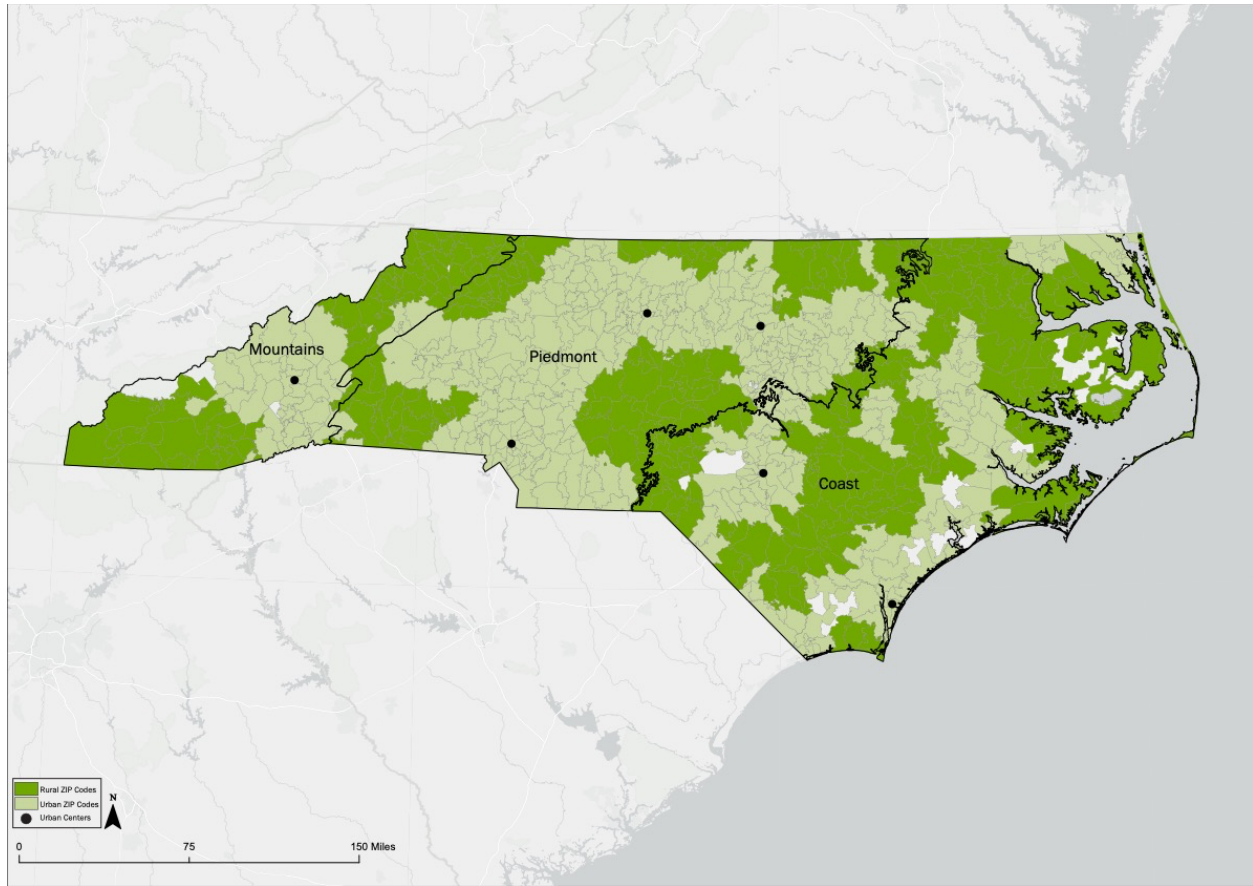 Mountains
Piedmont
Coast
Rural ZIP Codes
Urban ZIP Codes
Urban Centers
N
0 75 150 Miles